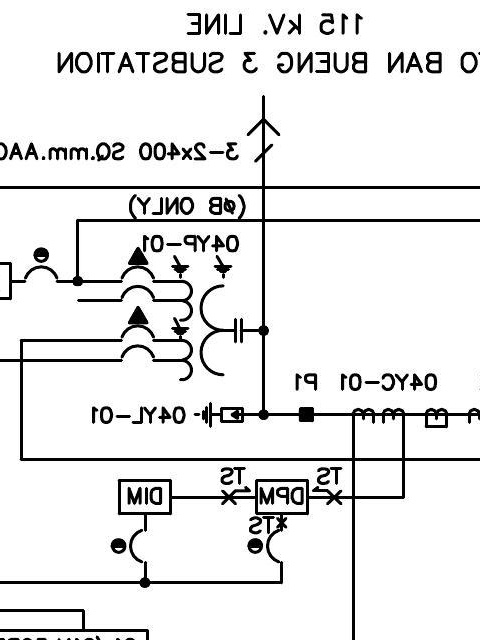 115 kV. LINE
TO BAN BUENG 3 SUBSTATION
3-2x400 SQ.mm.AAC
(øB ONLY)
04YP-01
04YC-01 P1
04YL-01
TS TS
DIM DPM
*TS